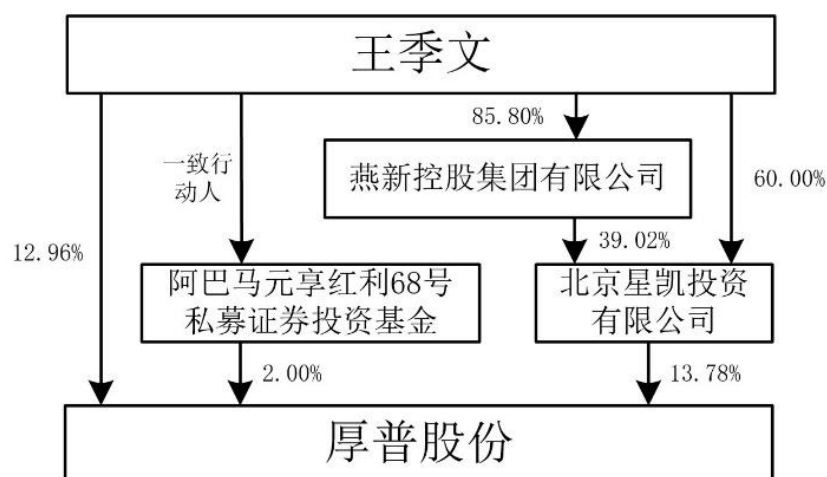 王季文
85.80%
一致行
动人
燕新控股集团有限公司
60.00%
12.96%
39.02%
阿巴马元享红利68号
私募证券投资基金
北京星凯投资
有限公司
2.00%
13.78%
厚普股份